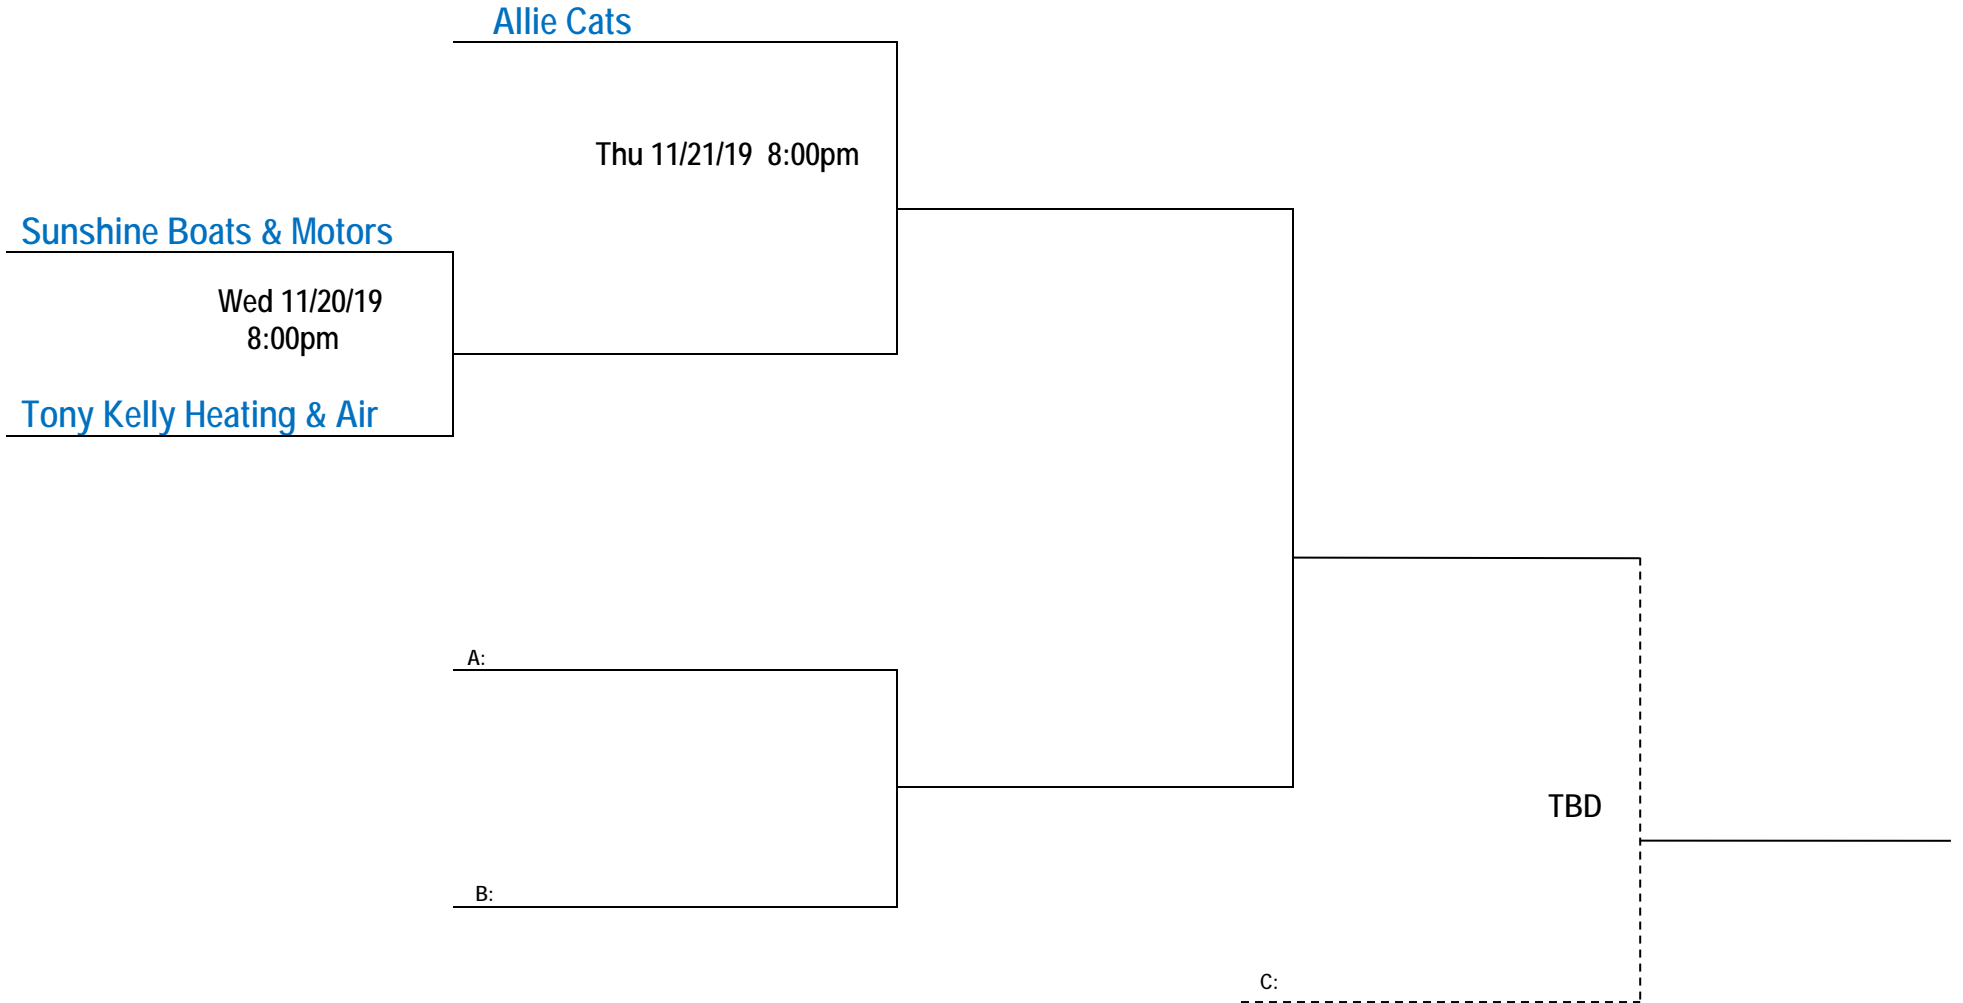 Allie Cats
Thu 11/21/19 8:00pm
Sunshine Boats & Motors
Wed 11/20/19
8:00pm
Tony Kelly Heating & Air
A:
TBD
B:
C: